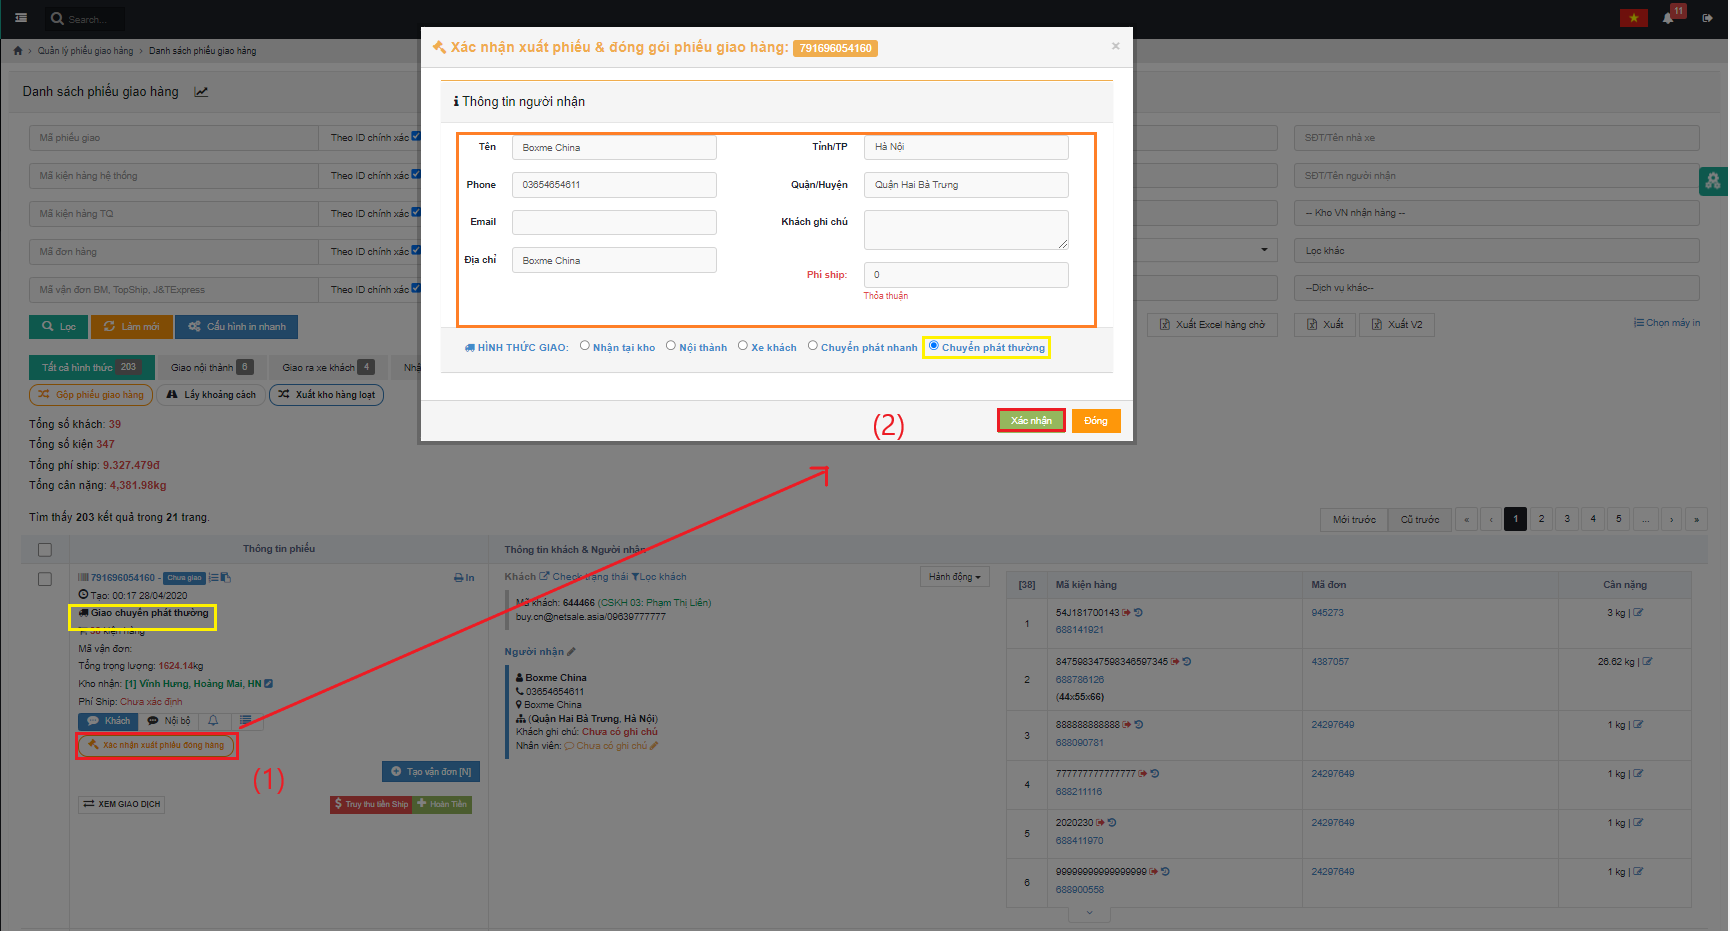 Search...
11
Quản lý phiếu giao hàng > Danh sách phiếu giao hàng
Danh sách phiếu giao hàng
Mã phiếu giao
Theo ID chính xác
SĐT/Tên nhà xe
Mã kiện hàng hệ thống
Theo ID chính xác
SĐT/Tên người nhận
Mã kiện hàng TQ
Theo ID chính xác
-- Kho VN nhận hàng --
Mã đơn hàng
Theo ID chính xác
Lọc khác
Mã vận đơn BM, TopShip, J&TExpress
Theo ID chính xác
--Dịch vụ khác--
Lọc
Làm mới
Cấu hình in nhanh
Xuất Excel hàng chờ
Xuất
Xuất V2
Chọn máy in
Tất cả hình thức 203
Giao nội thành 6
Giao ra xe khách 4
Gộp phiếu giao hàng
Lấy khoảng cách
Xuất kho hàng loạt
Tổng số khách: 39
Tổng số kiện 347
Tổng phí ship: 9.327.479đ
Tổng cân nặng: 4,381.98kg
Tìm thấy 203 kết quả trong 21 trang.
Mới trước
Cũ trước
« ‹ 1 2 3 4 5 ... › »
Xác nhận xuất phiếu & đóng gói phiếu giao hàng: 791696054160
×
Thông tin người nhận
Tên
Boxme China
Tỉnh/TP
Hà Nội
Phone
03654654611
Quận/Huyện
Quận Hai Bà Trưng
Email
Khách ghi chú
Địa chỉ
Boxme China
Phí ship:
0
Thỏa thuận
HÌNH THỨC GIAO:
Nhận tại kho
Nội thành
Xe khách
Chuyển phát nhanh
Chuyển phát thường
(2)
Xác nhận
Đóng
Thông tin phiếu
Thông tin khách & Người nhận
791696054160 - Chưa giao
In
Tạo: 00:17 28/04/2020
Giao chuyển phát thường
38 kiện hàng
Mã vận đơn:
Tổng trọng lượng: 1624.14kg
Kho nhận: [1] Vĩnh Hưng, Hoàng Mai, HN
Phí Ship: Chưa xác định
Khách
Nội bộ
Xác nhận xuất phiếu đóng hàng
(1)
Tạo vận đơn [N]
XEM GIAO DỊCH
Truy thu tiền Ship
Hoàn Tiền
Khách Check trạng thái Lọc khách
Hành động
Mã khách: 644466 (CSKH 03: Phạm Thị Liên)
buy.cn@netsale.asia/09639777777
Người nhận
Boxme China
03654654611
Boxme China
(Quận Hai Bà Trưng, Hà Nội)
Khách ghi chú: Chưa có ghi chú
Nhân viên: Chưa có ghi chú
[38] Mã kiện hàng Mã đơn Cân nặng
1 54J181700143 945273 3 kg |
688141921
2 847598347598346597345 4387057 26.62 kg |
688786126
(44x55x66)
3 888888888888 24297649 1 kg |
688090781
4 777777777777777 24297649 1 kg |
688211116
5 2020230 24297649 1 kg |
688411970
6 99999999999999999 24297649 1 kg |
688900558